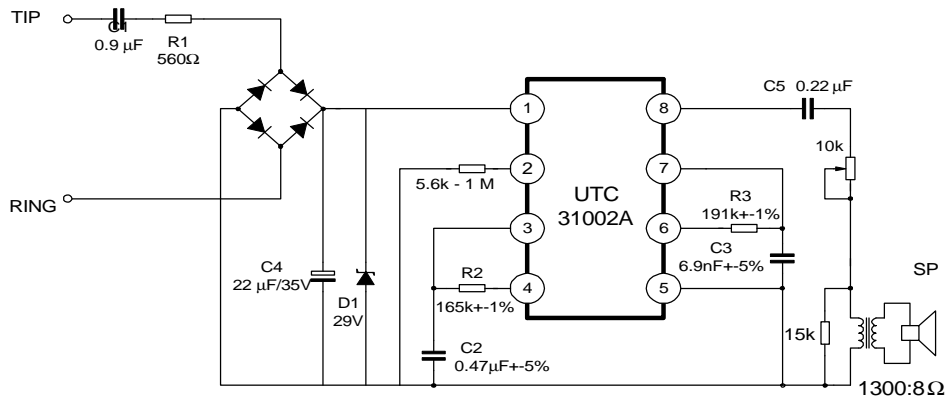 TIP
C1
0.9 μF
R1
560Ω
RING
C4
22 μF/35V
D1
29V
5.6k - 1 M
R2
165k+-1%
C2
0.47μF+-5%
1
2
3
4
UTC
31002A
8
7
6
5
R3
191k+-1%
C3
6.9nF+-5%
C5 0.22 μF
10k
15k
SP
1300:8Ω